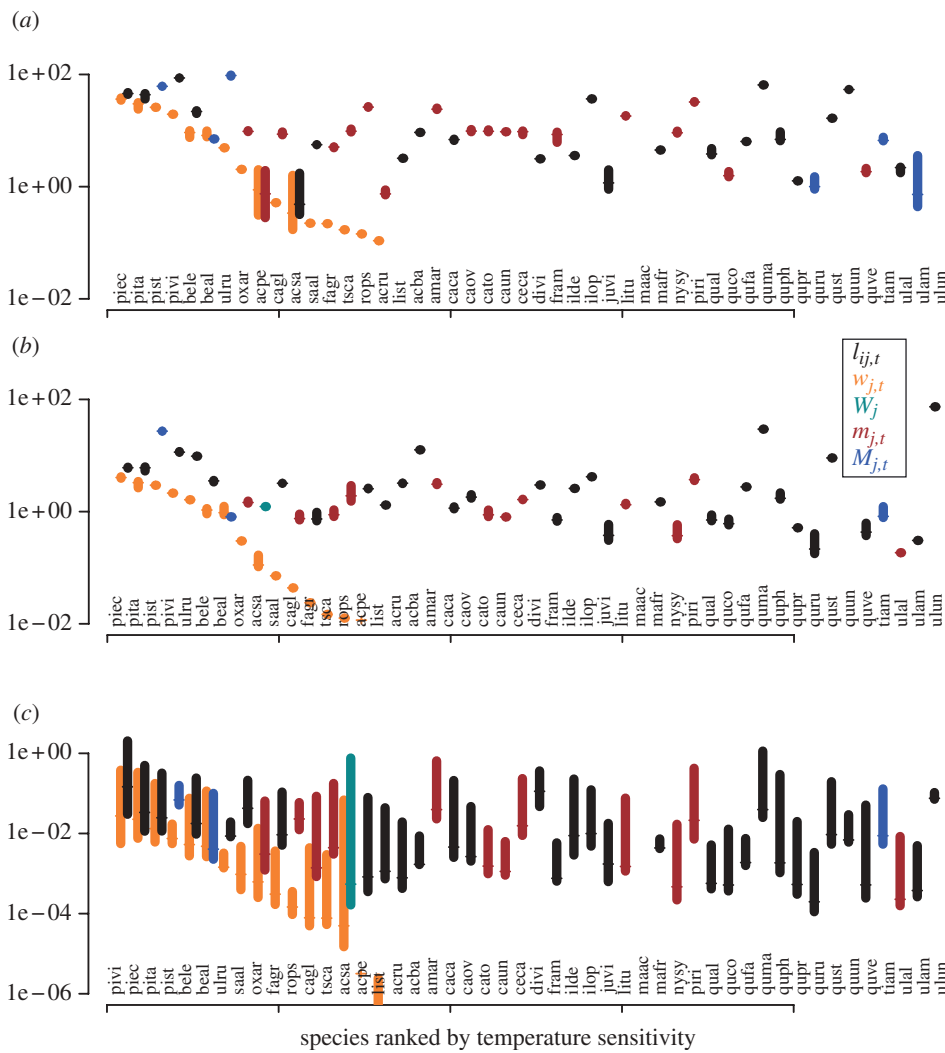 (a)
1e+02
1e+00
1e−02
piec pita pist pivi bele beal ulru oxar acpe cagl acsa saal fagr tsca rops acru list acba amar caca caov cato caun ceca divi fram ilde ilop juvi litu maac mafr nysy piri qual quco qufa quma quph qupr quru qust quun quve tiam ulal ulam ulun
(b)
1e+02
1e+00
1e−02
l_{ij,t}
w_{j,t}
W_j
m_{j,t}
M_{j,t}
piec pita pist pivi ulru bele beal oxar acsa saal cagl fagr tsca rops acpe list acru acba amar caca caov cato caun ceca divi fram ilde ilop juvi litu maac mafr nysy piri qual quco qufa quma quph qupr quru qust quun quve tiam ulal ulam ulun
(c)
1e+00
1e−02
1e−04
1e−06
pivi piec pita pist bele beal ulru saal oxar fagr rops cagl tsca acsa acpe list acru acba amar caca caov cato caun ceca divi fram ilde ilop juvi litu maac mafr nysy piri qual quco qufa quma quph qupr quru qust quun quve tiam ulal ulam ulun
species ranked by temperature sensitivity